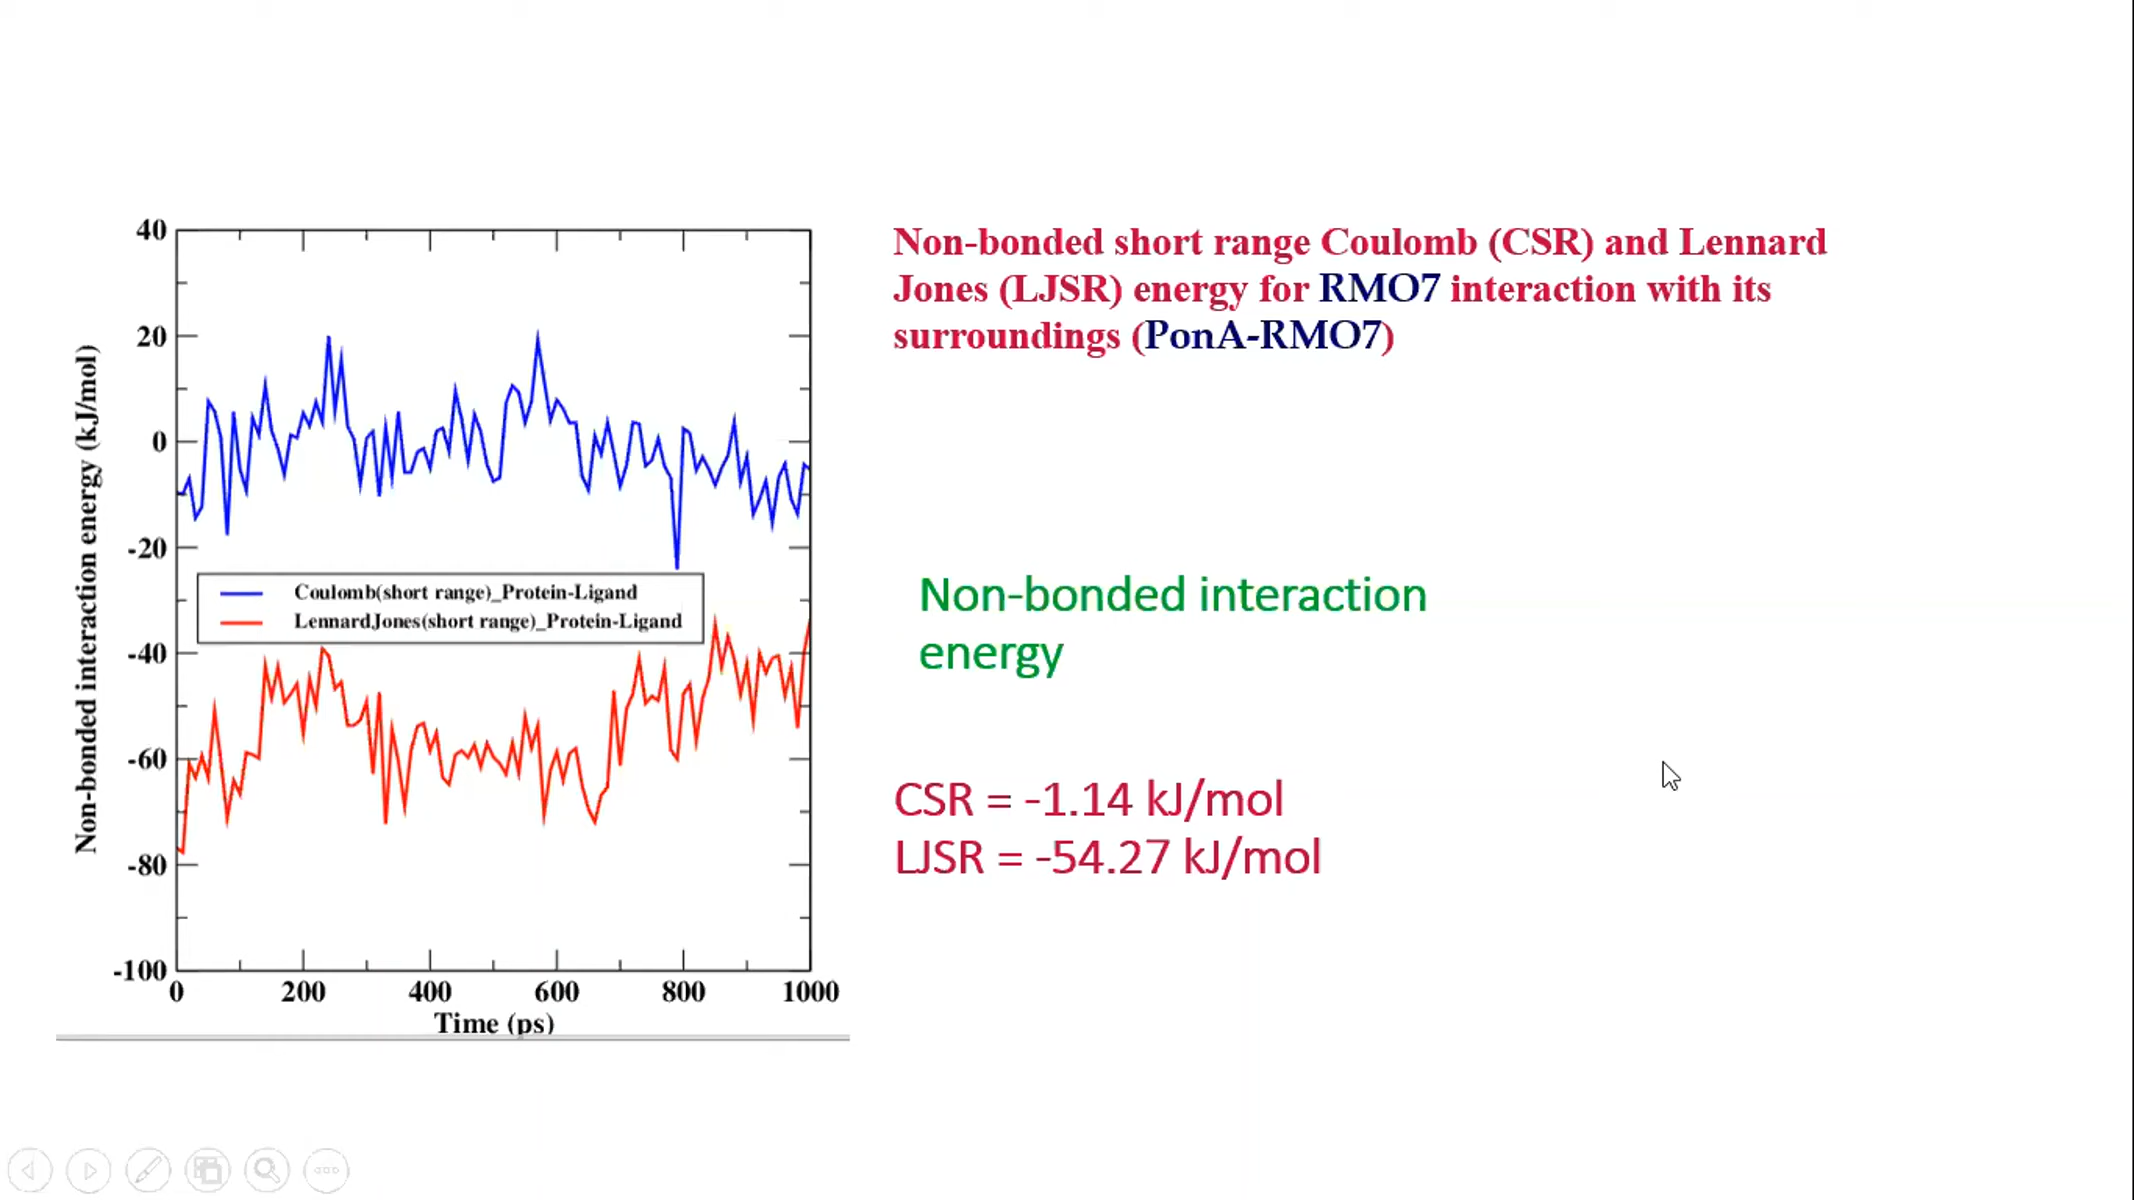 40
20
0
-20
-40
-60
-80
-100
0 200 400 600 800 1000
Time (ps)
Non-bonded interaction energy (kJ/mol)
Coulomb(short range)_Protein-Ligand
LennardJones(short range)_Protein-Ligand
Non-bonded short range Coulomb (CSR) and Lennard
Jones (LJSR) energy for RMO7 interaction with its
surroundings (PonA-RMO7)
Non-bonded interaction
energy
CSR = -1.14 kJ/mol
LJSR = -54.27 kJ/mol